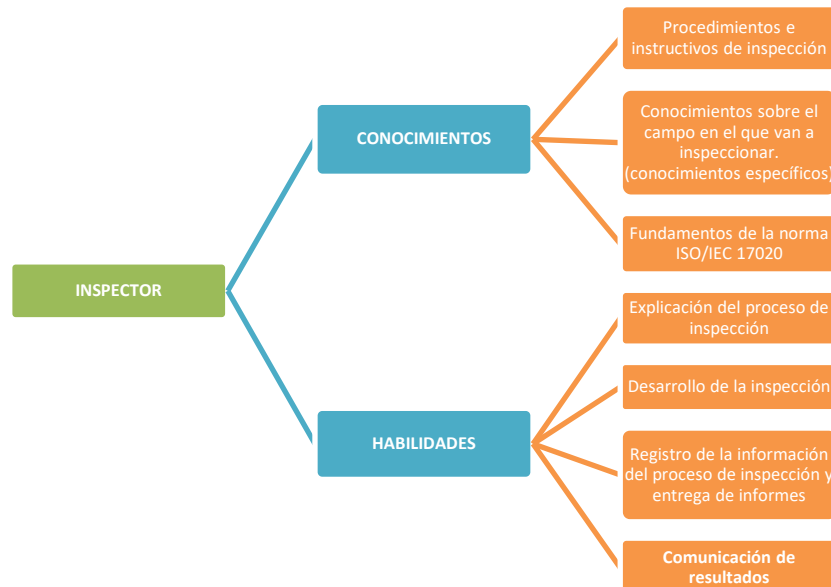 INSPECTOR
CONOCIMIENTOS
Procedimientos e
instructivos de inspección
Conocimientos sobre el
campo en el que van a
inspeccionar.
(conocimientos específicos)
Fundamentos de la norma
ISO/IEC 17020
HABILIDADES
Explicación del proceso de
inspección
Desarrollo de la inspección
Registro de la información
del proceso de inspección y
entrega de informes
Comunicación de
resultados